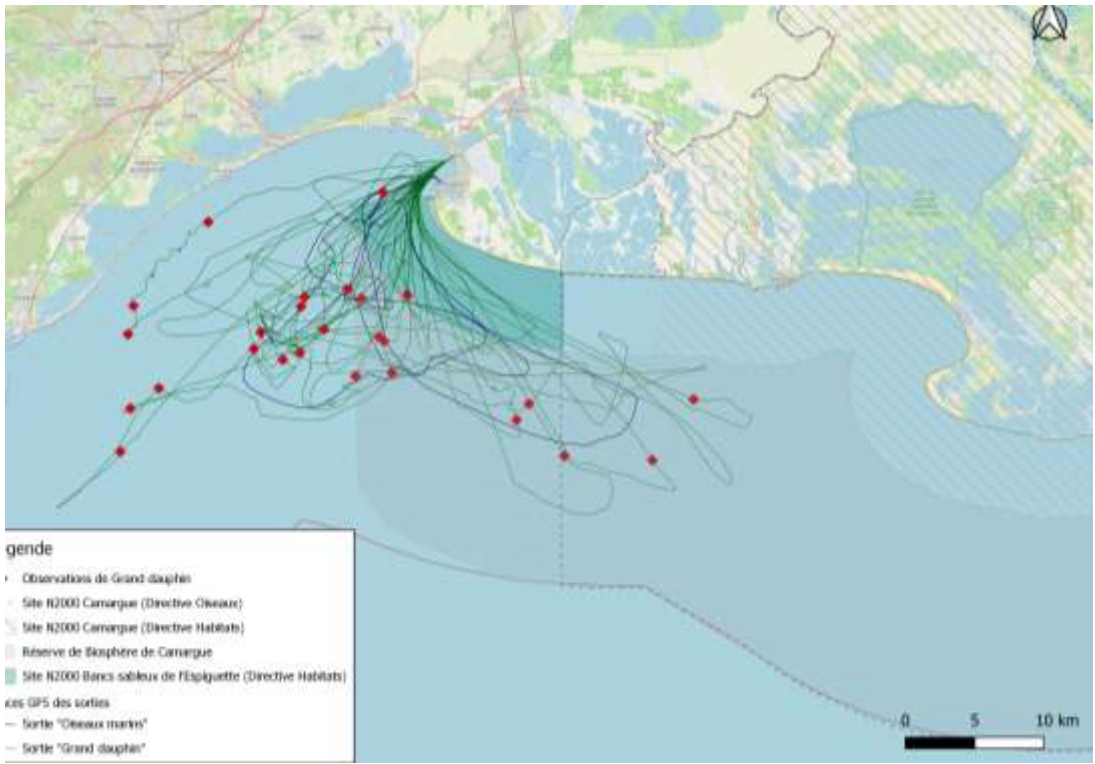 gende
Observations de Grand dauphin
Site N2000 Camargue (Directive Oiseaux)
Site N2000 Camargue (Directive Habitats)
Réserve de Biosphère de Camargue
Site N2000 Bancs sableux de l'Espiguette (Directive Habitats)
ces GPS des sorties
Sortie "Oiseaux marins"
Sortie "Grand dauphin"
0 5 10 km